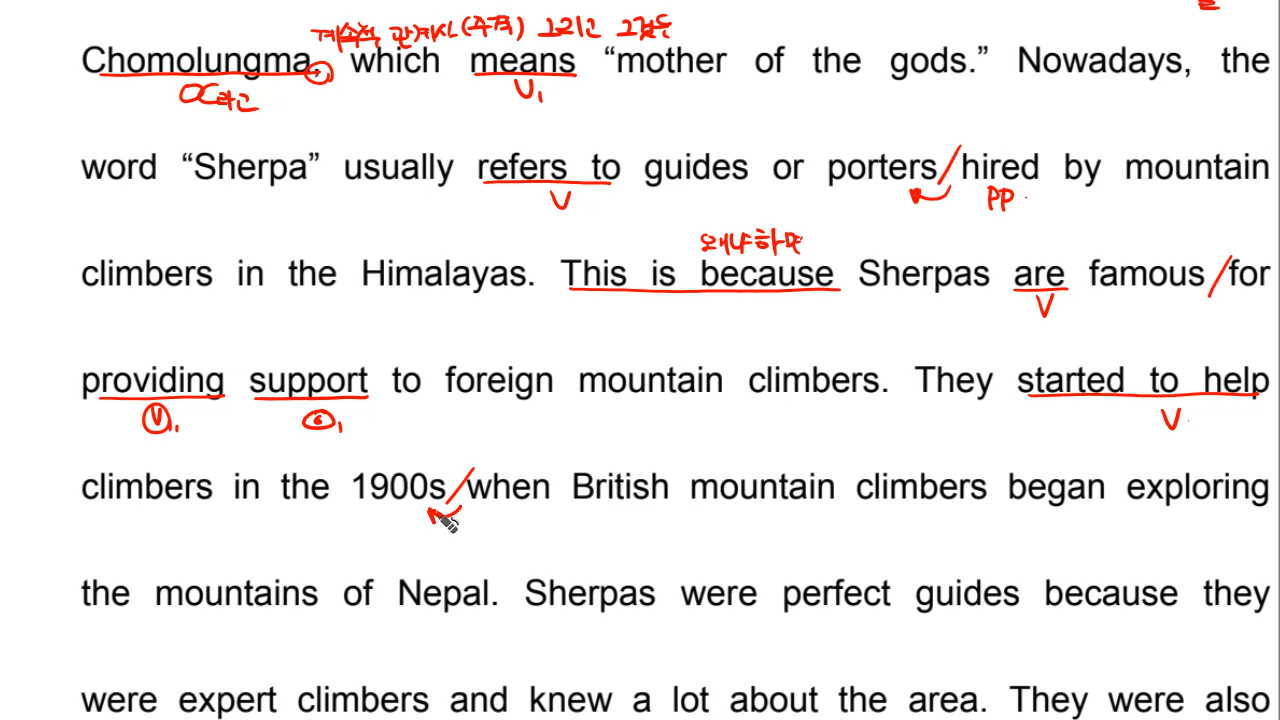 계속적 관계사(주격) 그리고 그것은
Chomolungma, which means “mother of the gods.” Nowadays, the
OC라고 V1
word “Sherpa” usually refers to guides or porters / hired by mountain
V PP
왜냐하면
climbers in the Himalayas. This is because Sherpas are famous / for
V
providing support to foreign mountain climbers. They started to help
V1 O1 V
climbers in the 1900s / when British mountain climbers began exploring
the mountains of Nepal. Sherpas were perfect guides because they
were expert climbers and knew a lot about the area. They were also